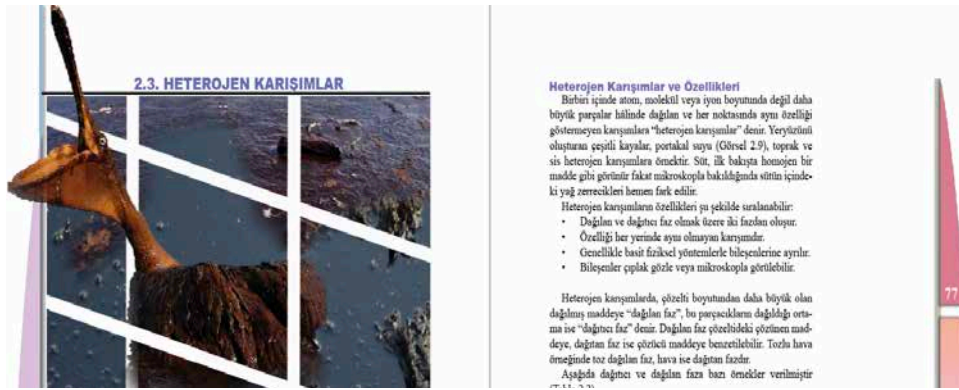 2.3. HETEROJEN KARIŞIMLAR
Heterojen Karışımlar ve Özellikleri
Birbiri içinde atom, molekül veya iyon boyutunda değil daha
büyük parçalar hâlinde dağılan ve her noktasında aynı özelliği
göstermeyen karışımlara “heterojen karışımlar” denir. Yeryüzünü
oluşturan çeşitli kayalar, portakal suyu (Görsel 2.9), toprak ve
sis heterojen karışımlara örnektir. Süt, ilk bakışta homojen bir
madde gibi görünür fakat mikroskopla bakıldığında sütün içinde-
ki yağ zerrecikleri hemen fark edilir.
Heterojen karışımların özellikleri şu şekilde sıralanabilir:
• Dağılan ve dağıtıcı faz olmak üzere iki fazdan oluşur.
• Özelliği her yerinde aynı olmayan karışımdır.
• Genellikle basit fiziksel yöntemlerle bileşenlerine ayrılır.
• Bileşenler çıplak gözle veya mikroskopla görülebilir.
Heterojen karışımlarda, çözelti boyutundan daha büyük olan
dağılmış maddeye “dağılan faz”, bu parçacıkların dağıldığı orta-
ma ise “dağıtıcı faz” denir. Dağılan faz çözeltideki çözünen mad-
deye, dağıtan faz ise çözücü maddeye benzetilebilir. Tozlu hava
örneğinde toz dağılan faz, hava ise dağıtan fazdır.
Aşağıda dağıtıcı ve dağılan faza bazı örnekler verilmiştir
77